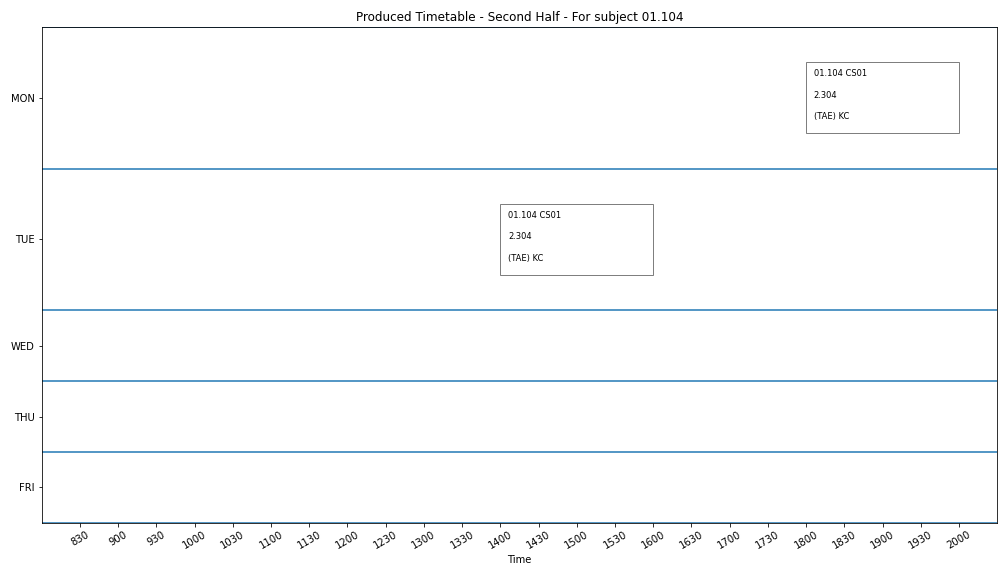 Produced Timetable - Second Half - For subject 01.104
MON
01.104 CS01
2.304
(TAE) KC
TUE
01.104 CS01
2.304
(TAE) KC
WED
THU
FRI
830 900 930 1000 1030 1100 1130 1200 1230 1300 1330 1400 1430 1500 1530 1600 1630 1700 1730 1800 1830 1900 1930 2000
Time